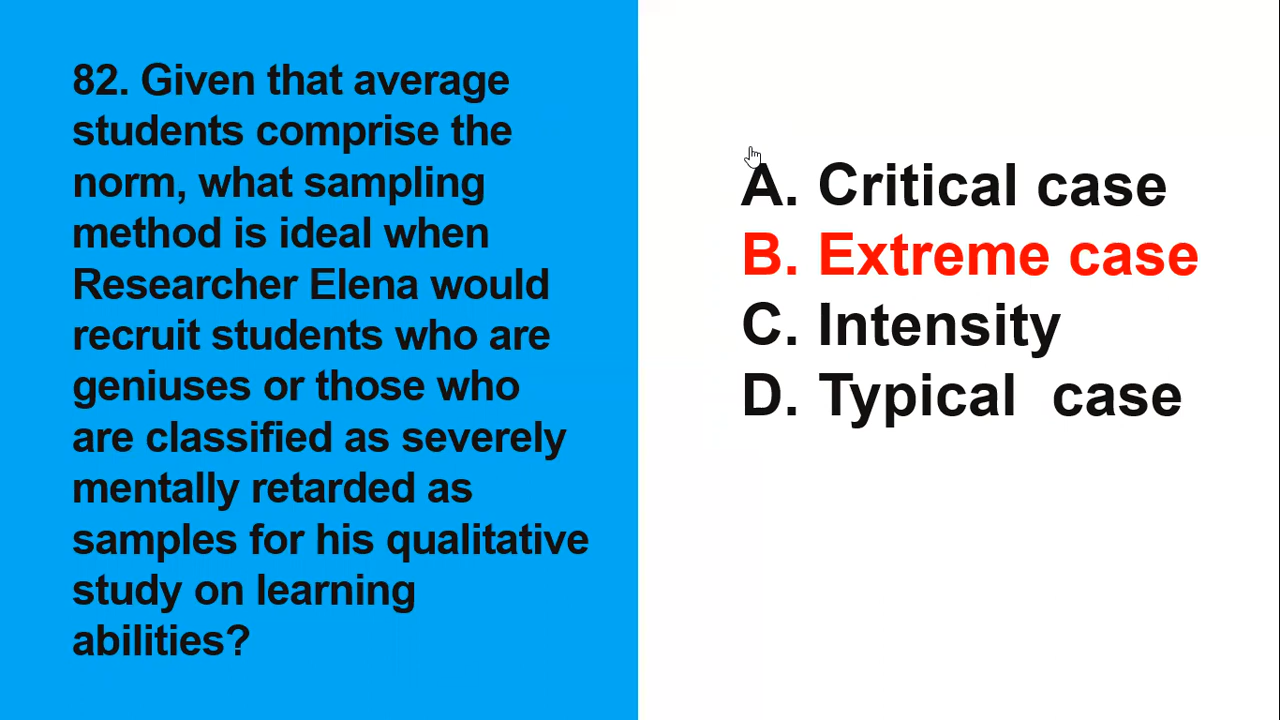 82. Given that average
students comprise the
norm, what sampling
method is ideal when
Researcher Elena would
recruit students who are
geniuses or those who
are classified as severely
mentally retarded as
samples for his qualitative
study on learning
abilities?
A. Critical case
B. Extreme case
C. Intensity
D. Typical case